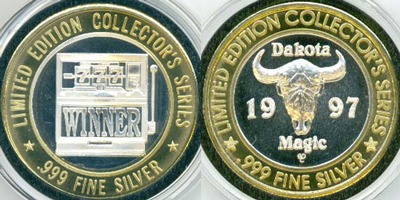 LIMITED EDITION COLLECTOR'S SERIES
777
WINNER
.999 FINE SILVER
LIMITED EDITION COLLECTOR'S SERIES
Dakota
19 97
Magic
.999 FINE SILVER